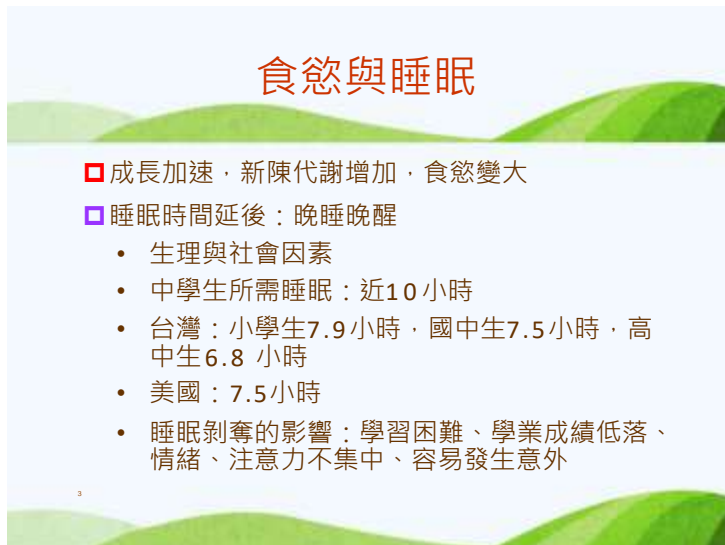 食慾與睡眠
成長加速，新陳代謝增加，食慾變大
睡眠時間延後：晚睡晚醒
• 生理與社會因素
• 中學生所需睡眠：近10小時
• 台灣：小學生7.9小時，國中生7.5小時，高
中生6.8 小時
• 美國：7.5小時
• 睡眠剝奪的影響：學習困難、學業成績低落、
情緒、注意力不集中、容易發生意外
3